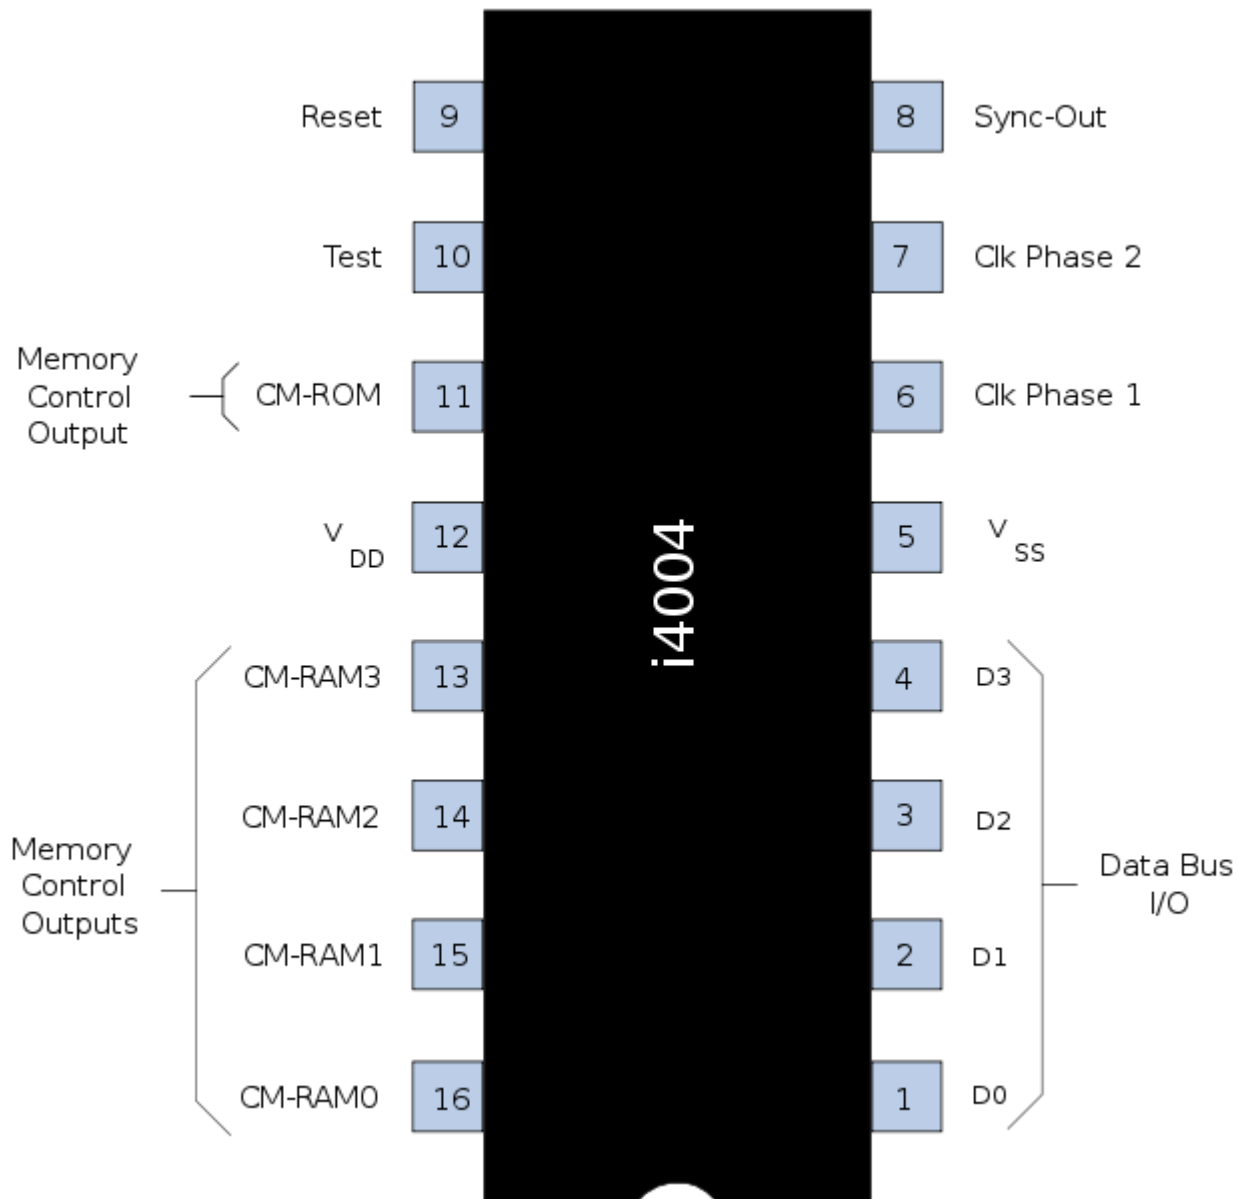 Reset 9 8 Sync-Out
Test 10 7 Clk Phase 2
Memory
Control
Output
CM-ROM 11 6 Clk Phase 1
VDD 12 5 VSS
i4004
CM-RAM3 13 4 D3
CM-RAM2 14 3 D2
Memory
Control
Outputs
Data Bus
I/O
CM-RAM1 15 2 D1
CM-RAM0 16 1 D0